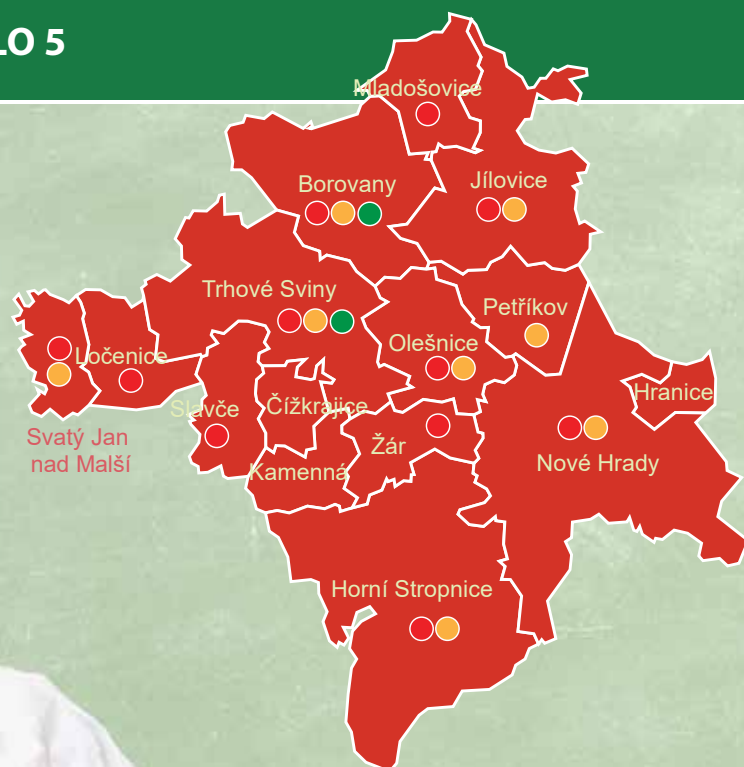 LO 5
Mladošovice
Borovany
Jílovice
Trhové Sviny
Petříkov
Olešnice
Ločenice
Hranice
Slavče
Čížkrajice
Svatý Jan
nad Malší
Žár
Nové Hrady
Kamenná
Horní Stropnice